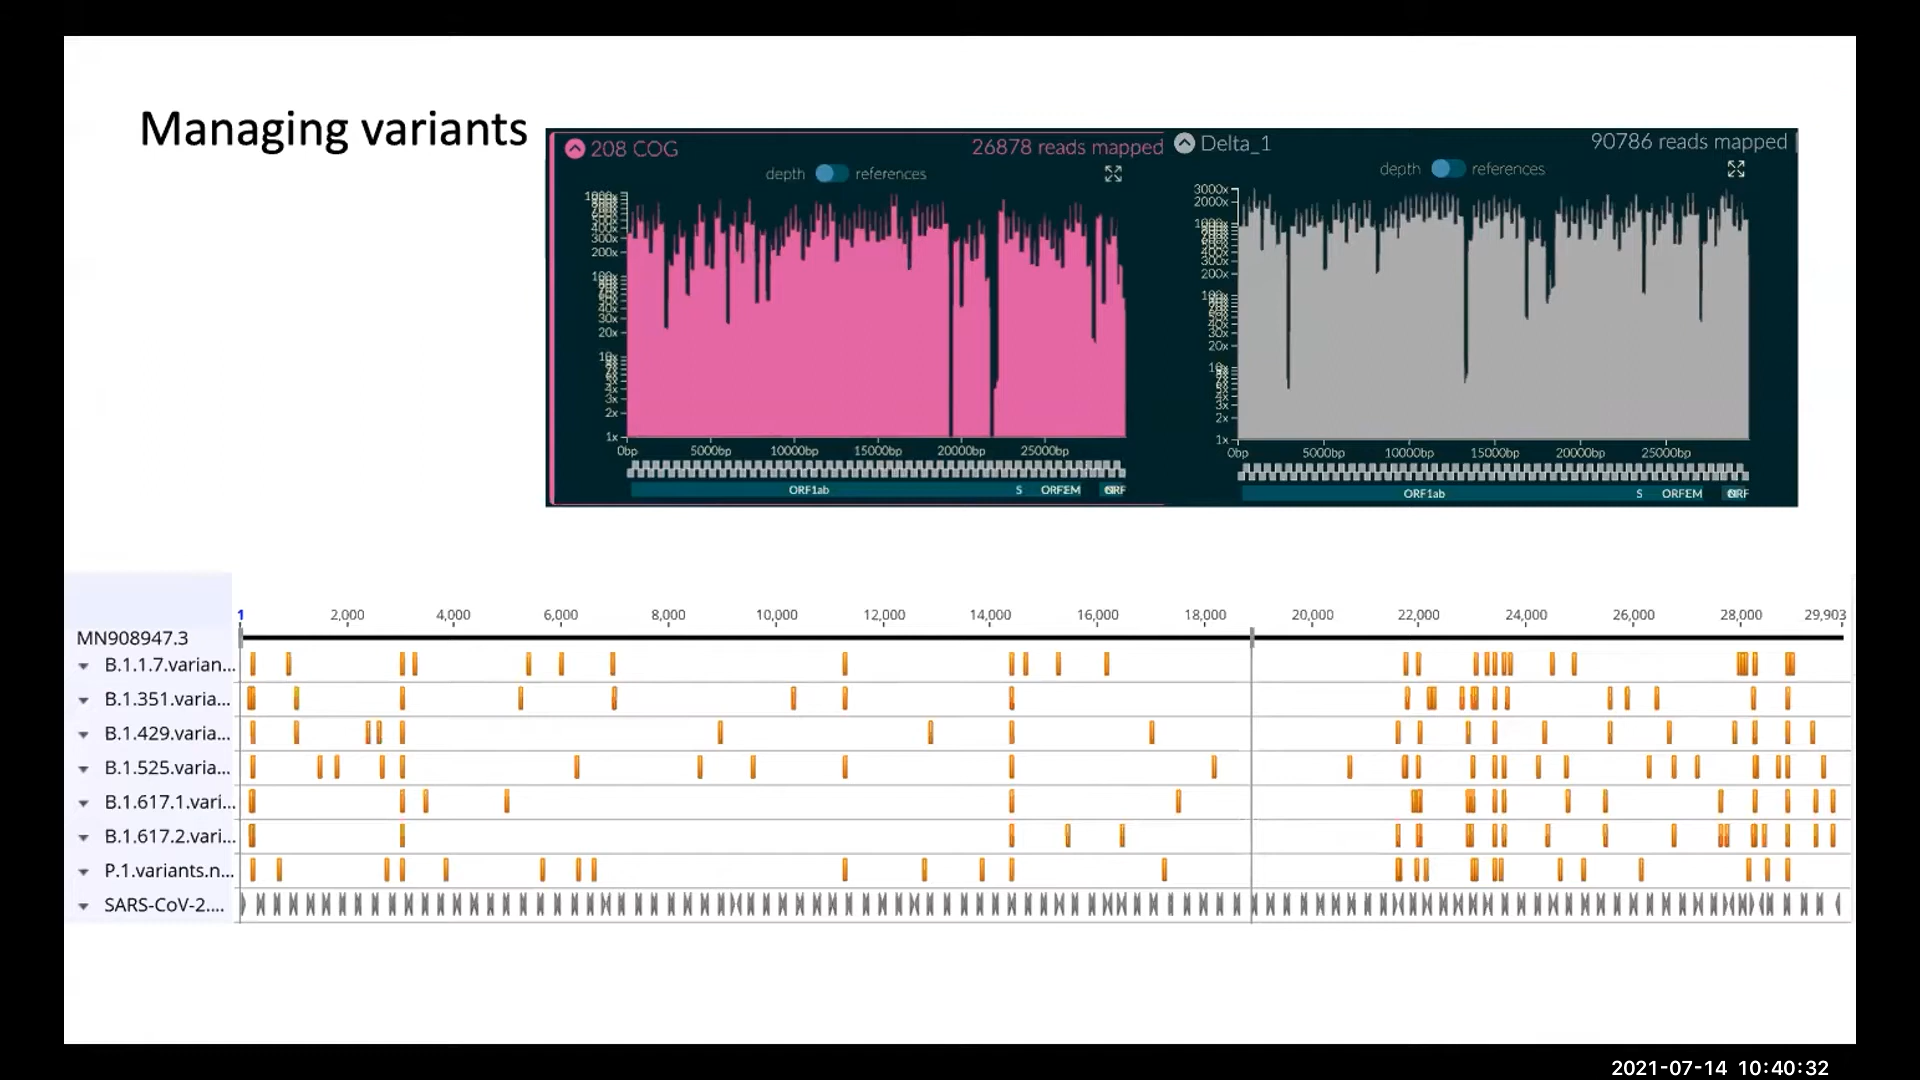 Managing variants
208 COG 26878 reads mapped
depth references
1000x
400x
300x
200x
100x
40x
30x
20x
10x
3x
2x
1x
0bp 5000bp 10000bp 15000bp 20000bp 25000bp
ORF1ab S
Delta_1 90786 reads mapped
depth references
3000x
2000x
1000x
300x
200x
100x
40x
30x
20x
10x
3x
2x
1x
0bp 5000bp 10000bp 15000bp 20000bp 25000bp
ORF1ab S
1 2,000 4,000 6,000 8,000 10,000 12,000 14,000 16,000 18,000 20,000 22,000 24,000 26,000 28,000 29,903
MN908947.3
B.1.1.7.varian...
B.1.351.varia...
B.1.429.varia...
B.1.525.varia...
B.1.617.1.vari...
B.1.617.2.vari...
P.1.variants.n...
SARS-CoV-2....
2021-07-14 10:40:32